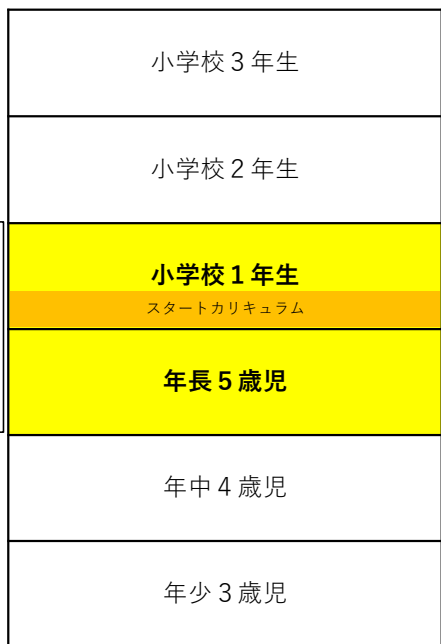 小学校３年生
小学校２年生
小学校１年生
スタートカリキュラム
年長５歳児
年中４歳児
年少３歳児